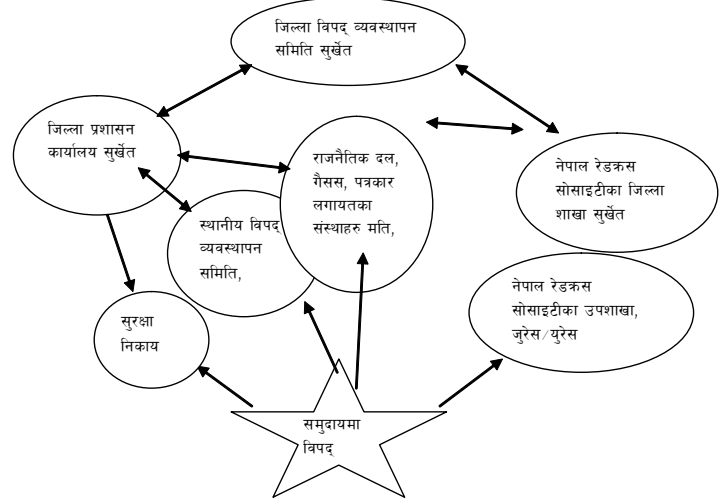 जिल्ला विपद् व्यवस्थापन
समिति सुर्खेत
जिल्ला प्रशासन
कार्यालय सुर्खेत
राजनैतिक दल,
गैसस, पत्रकार
लगायतका
संस्थाहरु मति,
नेपाल रेडक्रस
सोसाइटीका जिल्ला
शाखा सुर्खेत
स्थानीय विपद्
व्यवस्थापन
समिति,
नेपाल रेडक्रस
सोसाइटीका उपशाखा,
जुरेस/युरेस
सुरक्षा
निकाय
समुदायमा
विपद्